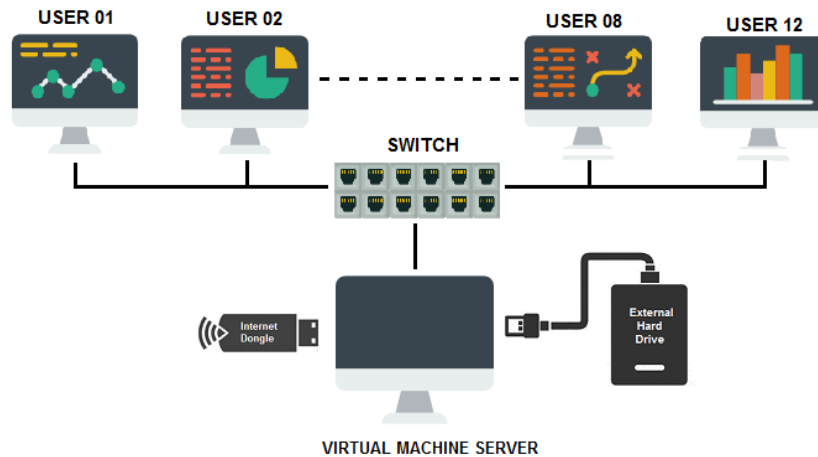 USER 01
USER 02
USER 08
USER 12
SWITCH
Internet
Dongle
External
Hard
Drive
VIRTUAL MACHINE SERVER